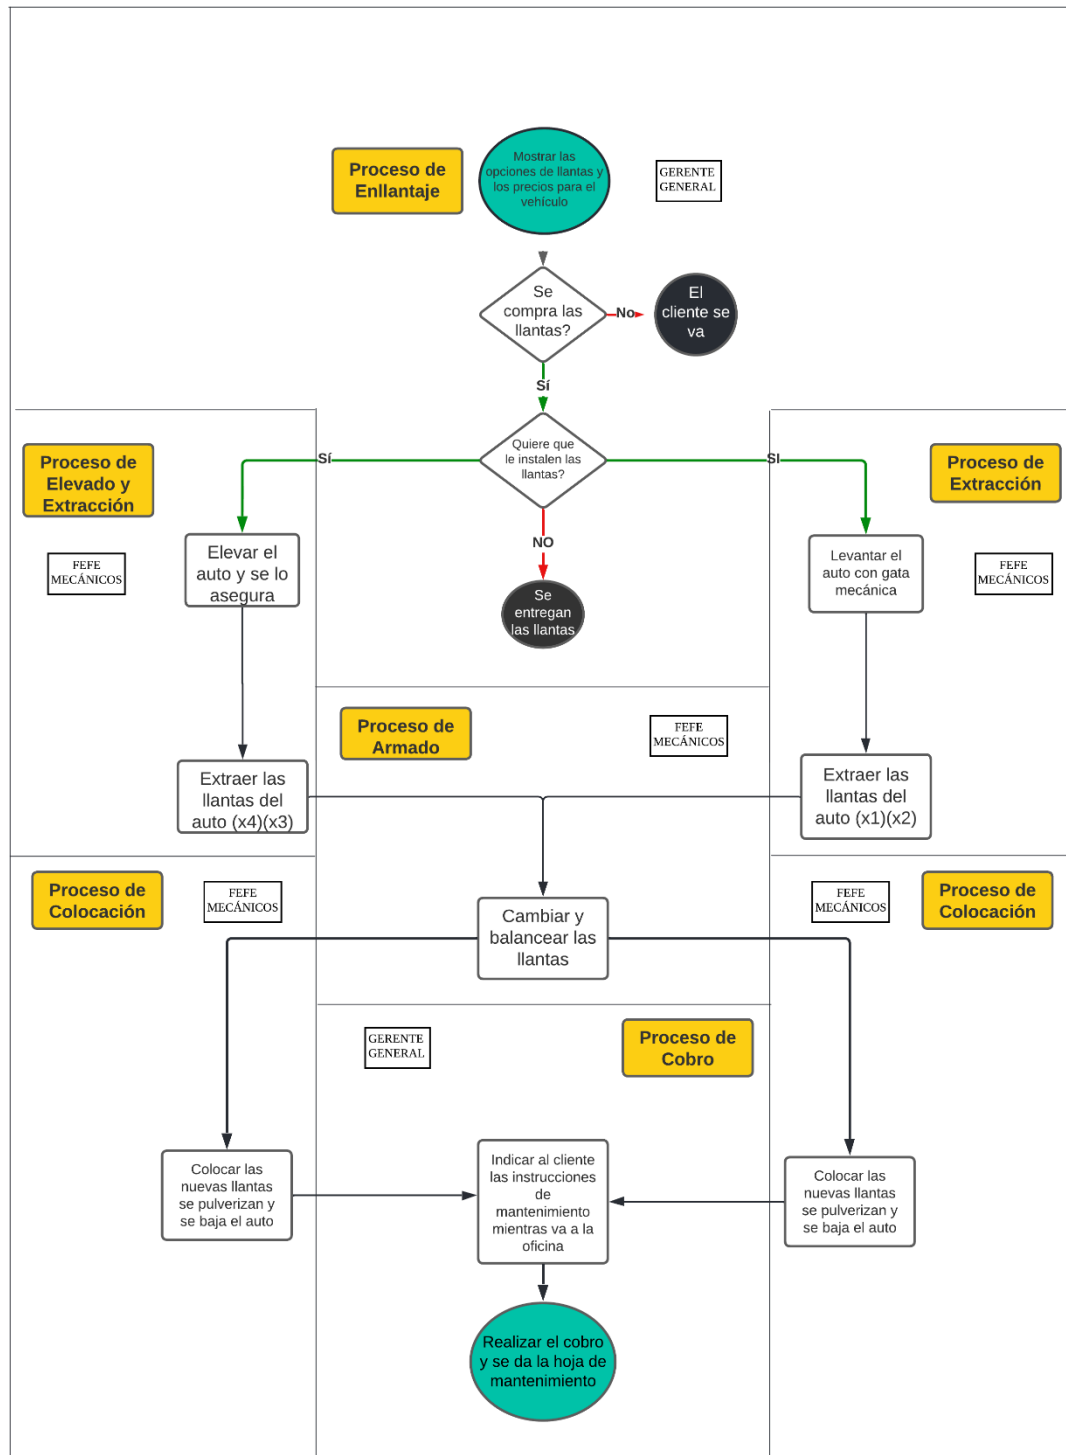 Proceso de
Enllantaje
Mostrar las
opciones de llantas y
los precios para el
vehículo
GERENTE
GENERAL
Se
compra las
llantas?
No
El
cliente se
va
Sí
Quiere que
le instalen las
llantas?
Sí
SI
NO
Se
entregan
las llantas
Proceso de
Elevado y
Extracción
FEFE
MECÁNICOS
Elevar el
auto y se lo
asegura
Proceso de
Extracción
FEFE
MECÁNICOS
Levantar el
auto con gata
mecánica
Proceso de
Armado
FEFE
MECÁNICOS
Extraer las
llantas del
auto (x4)(x3)
Extraer las
llantas del
auto (x1)(x2)
Proceso de
Colocación
FEFE
MECÁNICOS
Cambiar y
balancear las
llantas
FEFE
MECÁNICOS
Proceso de
Colocación
GERENTE
GENERAL
Proceso de
Cobro
Colocar las
nuevas llantas
se pulverizan y
se baja el auto
Indicar al cliente
las instrucciones
de
mantenimiento
mientras va a la
oficina
Colocar las
nuevas llantas
se pulverizan y
se baja el auto
Realizar el cobro
y se da la hoja de
mantenimiento